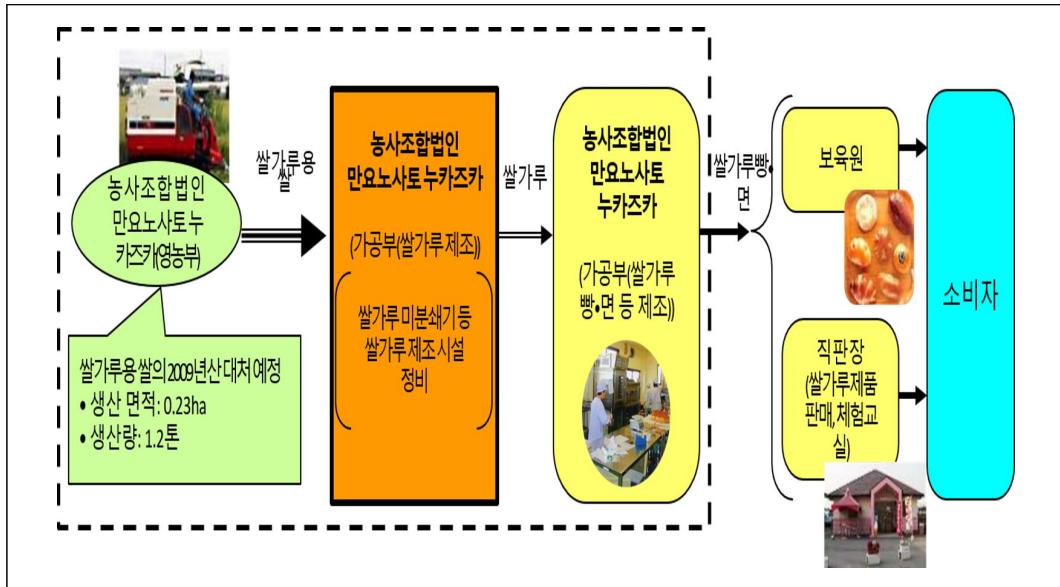 농사조합법인
만요노사토 누
카즈카(영농부)
쌀가루용 쌀의 2009년산 대처 예정
• 생산 면적: 0.23ha
• 생산량: 1.2톤
쌀가루용
쌀
농사조합법인
만요노사토 누카즈카
(가공부(쌀가루 제조))
쌀가루 미분쇄기 등
쌀가루 제조 시설
정비
쌀가루
농사조합법인
만요노사토
누카즈카
(가공부(쌀가루
빵•면 등 제조))
쌀가루빵•
면
보육원
직판장
(쌀가루제품
판매,체험교
실)
소비자